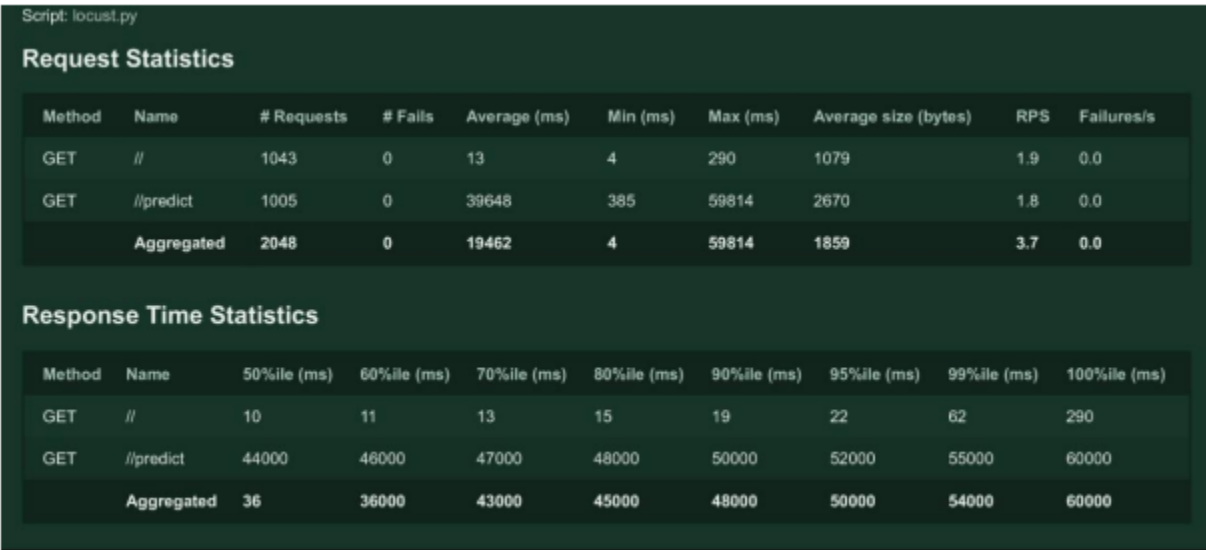 Script: locust.py
Request Statistics
Method Name # Requests # Fails Average (ms) Min (ms) Max (ms) Average size (bytes) RPS Failures/s
GET // 1043 0 13 4 290 1079 1.9 0.0
GET //predict 1005 0 39648 385 59814 2670 1.8 0.0
Aggregated 2048 0 19462 4 59814 1859 3.7 0.0
Response Time Statistics
Method Name 50%ile (ms) 60%ile (ms) 70%ile (ms) 80%ile (ms) 90%ile (ms) 95%ile (ms) 99%ile (ms) 100%ile (ms)
GET // 10 11 13 15 19 22 62 290
GET //predict 44000 46000 47000 48000 50000 52000 55000 60000
Aggregated 36 36000 43000 45000 48000 50000 54000 60000